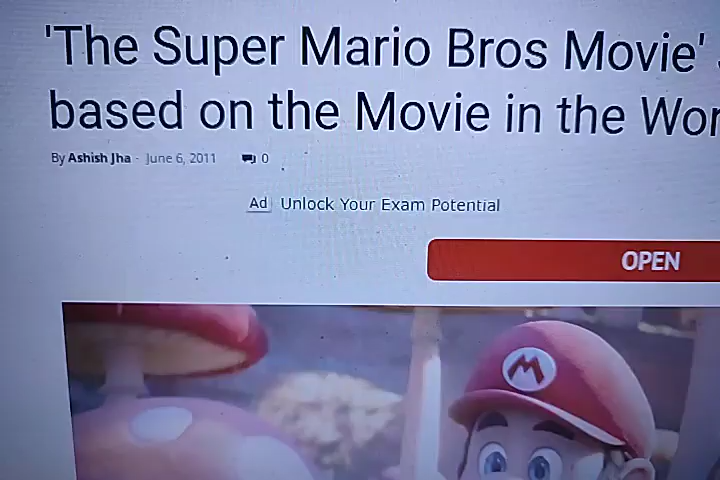 'The Super Mario Bros Movie'
based on the Movie in the
By Ashish Jha - June 6, 2011 0
Ad Unlock Your Exam Potential
OPEN
M